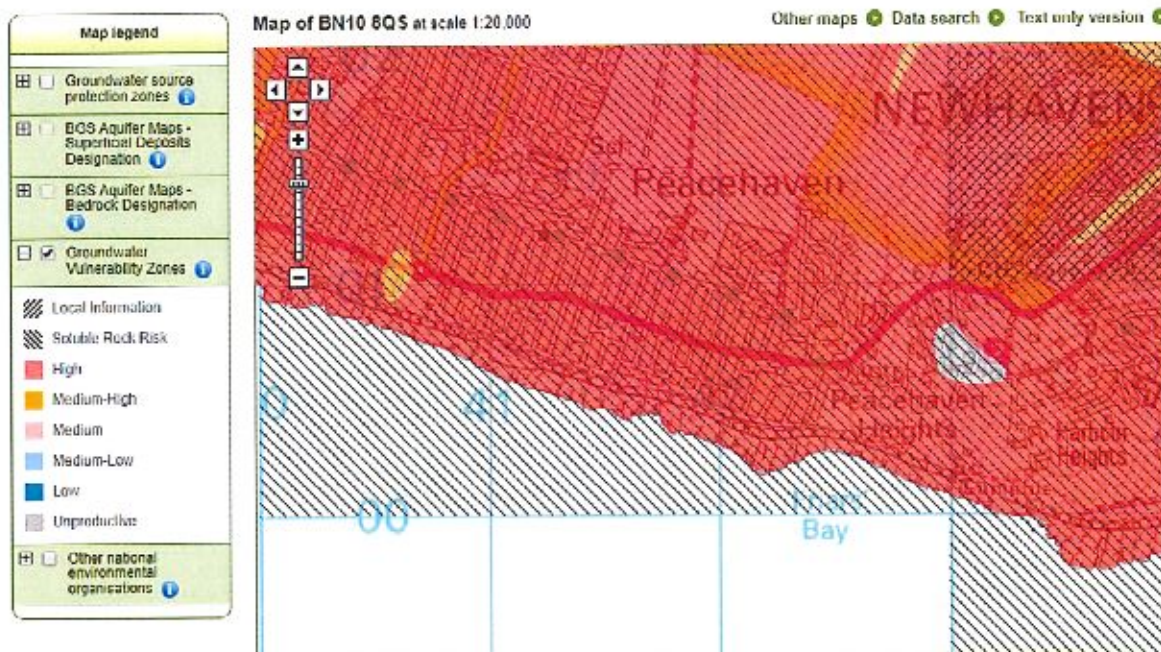 Map legend
Map of BN10 8QS at scale 1:20,000
Other maps
Data search
Text only version
Groundwater source
protection zones
BGS Aquifer Maps -
Superficial Deposits
Designation
BGS Aquifer Maps -
Bedrock Designation
Groundwater
Vulnerability Zones
Local Information
Soluble Rock Risk
High
Medium-High
Medium
Medium-Low
Low
Unproductive
Other national
environmental
organisations
NEWHAVEN
Peacehaven
41
Peacehaven
Heights
Harbour
Heights
00
Bay